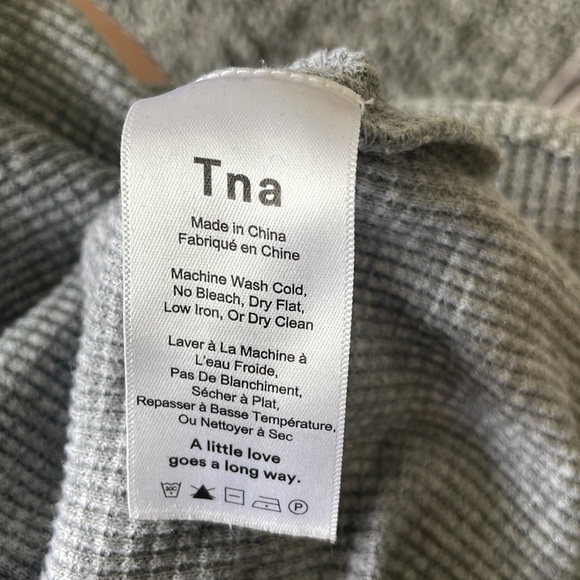 Tna
Made in China
Fabriqué en Chine
Machine Wash Cold,
No Bleach, Dry Flat,
Low Iron, Or Dry Clean
Laver à La Machine à
L'eau Froide,
Pas De Blanchiment,
Sécher à Plat,
Repasser à Basse Température,
Ou Nettoyer à Sec
A little love
goes a long way.
30C P